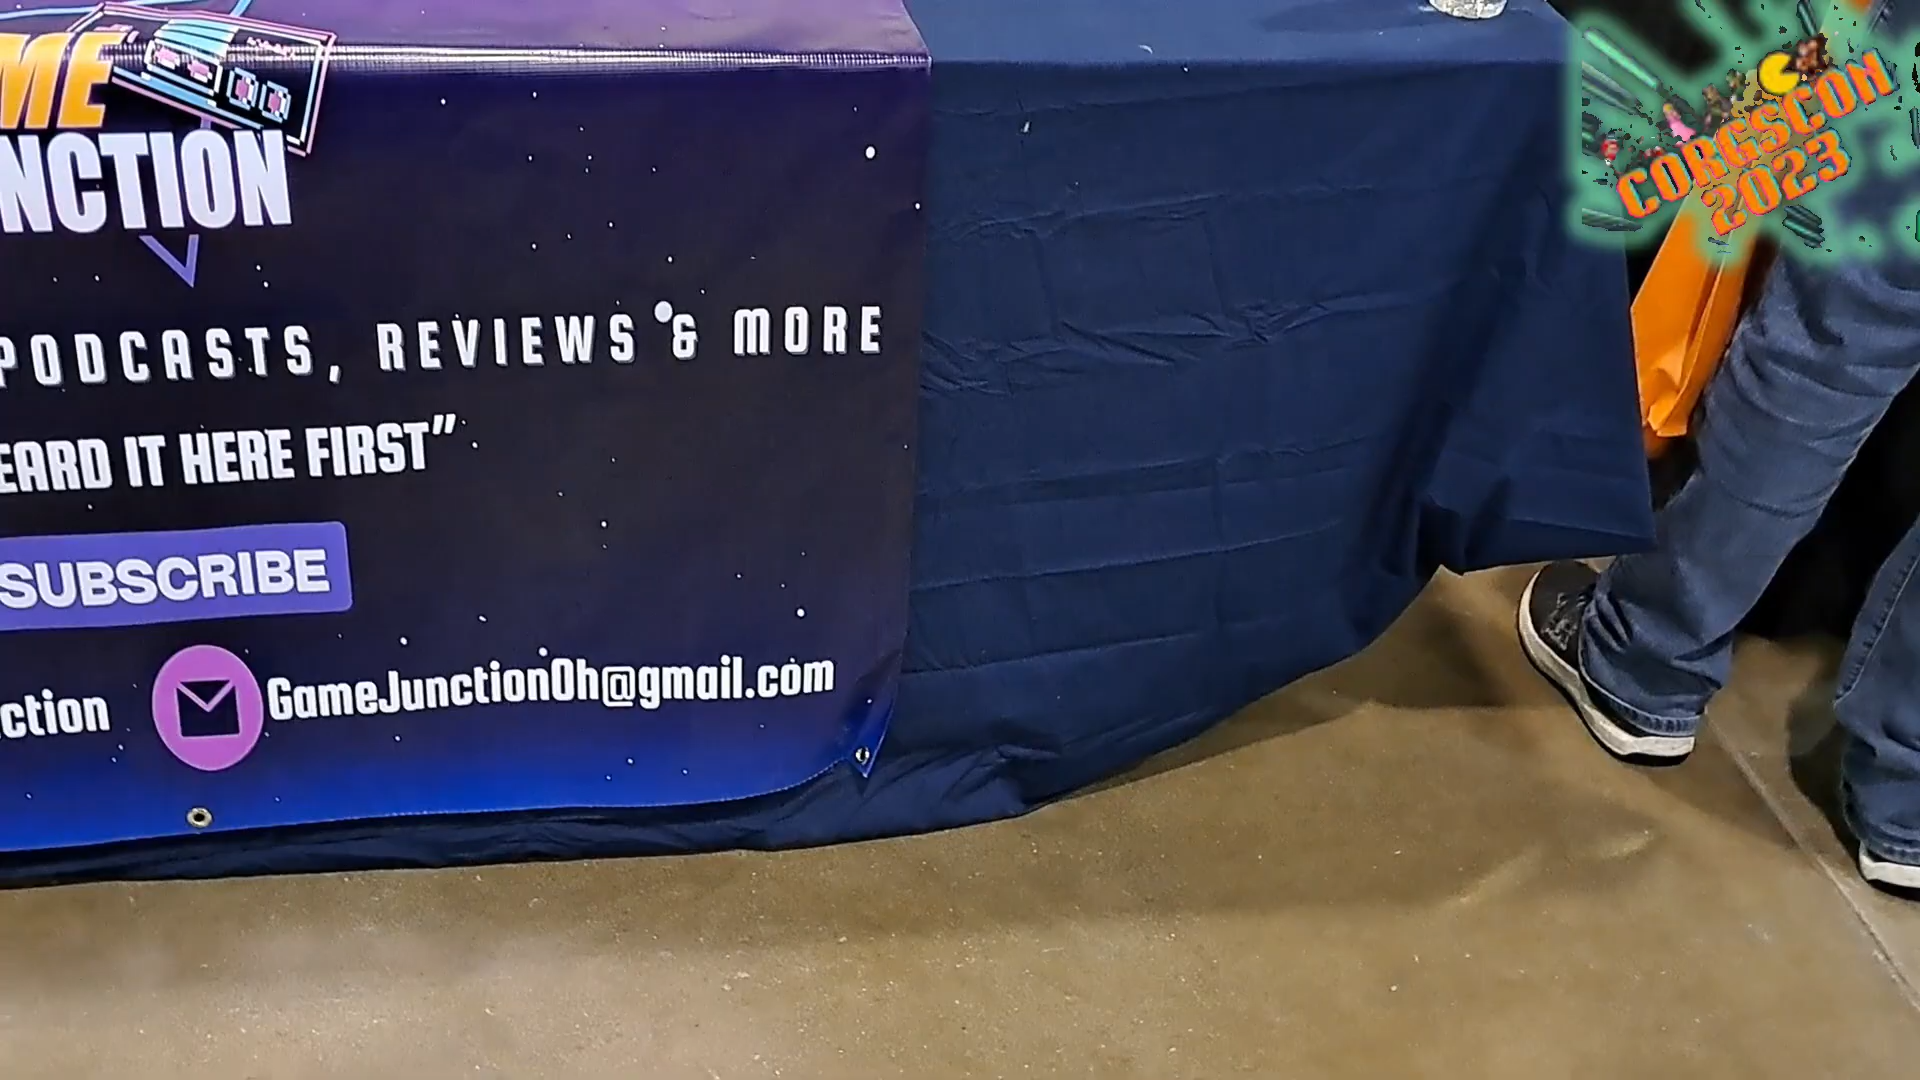 ME
NCTION
PODCASTS, REVIEWS & MORE
EARD IT HERE FIRST"
SUBSCRIBE
ction
GameJunctionOh@gmail.com
CORGSCON
2023